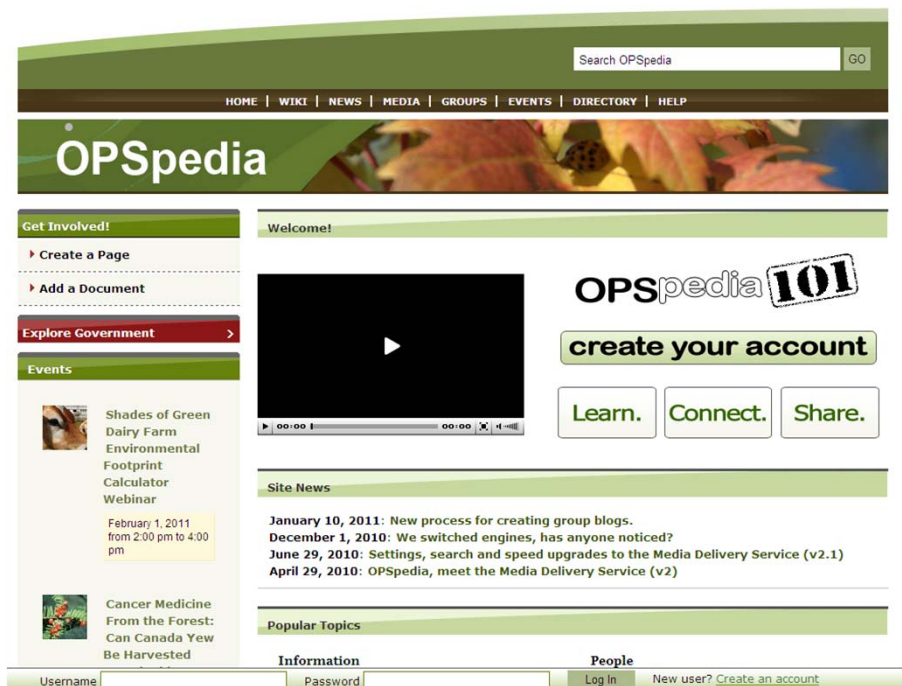 Search OPSpedia GO
HOME | WIKI | NEWS | MEDIA | GROUPS | EVENTS | DIRECTORY | HELP
OPSpedia
Get Involved!
Create a Page
Add a Document
Explore Government
Events
Shades of Green
Dairy Farm
Environmental
Footprint
Calculator
Webinar
February 1, 2011
from 2:00 pm to 4:00
pm
Cancer Medicine
From the Forest:
Can Canada Yew
Be Harvested
Welcome!
00:00 00:00
OPSpedia 101
create your account
Learn. Connect. Share.
Site News
January 10, 2011: New process for creating group blogs.
December 1, 2010: We switched engines, has anyone noticed?
June 29, 2010: Settings, search and speed upgrades to the Media Delivery Service (v2.1)
April 29, 2010: OPSpedia, meet the Media Delivery Service (v2)
Popular Topics
Information People
Username Password Log In New user? Create an account